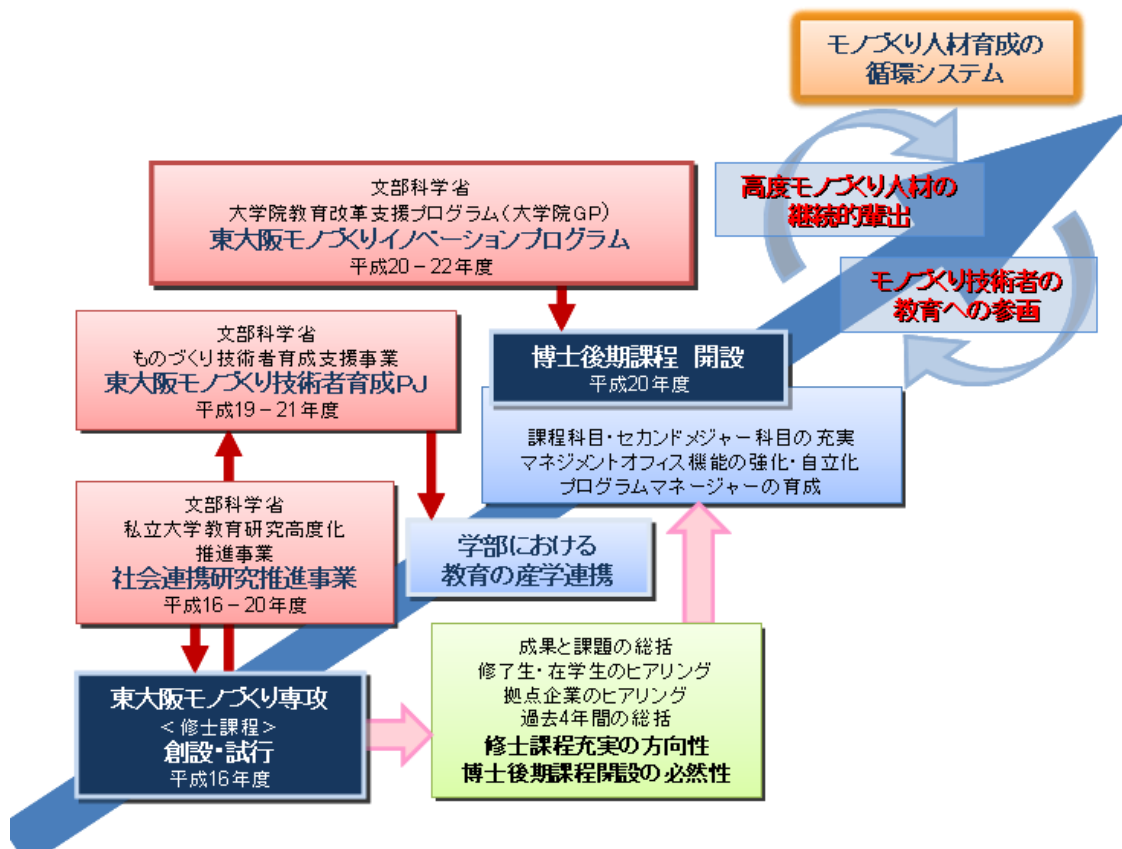 モノづくり人材育成の
循環システム
文部科学省
大学院教育改革支援プログラム(大学院GP)
東大阪モノづくりイノベーションプログラム
平成20-22年度
高度モノづくり人材の
継続的輩出
モノづくり技術者の
教育への参画
文部科学省
ものづくり技術者育成支援事業
東大阪モノづくり技術者育成PJ
平成19-21年度
博士後期課程 開設
平成20年度
課程科目・セカンドメジャー科目の充実
マネジメントオフィス機能の強化・自立化
プログラムマネージャーの育成
文部科学省
私立大学教育研究高度化
推進事業
社会連携研究推進事業
平成16-20年度
学部における
教育の産学連携
東大阪モノづくり専攻
<修士課程>
創設・試行
平成16年度
成果と課題の総括
修了生・在学生のヒアリング
拠点企業のヒアリング
過去4年間の総括
修士課程充実の方向性
博士後期課程開設の必然性